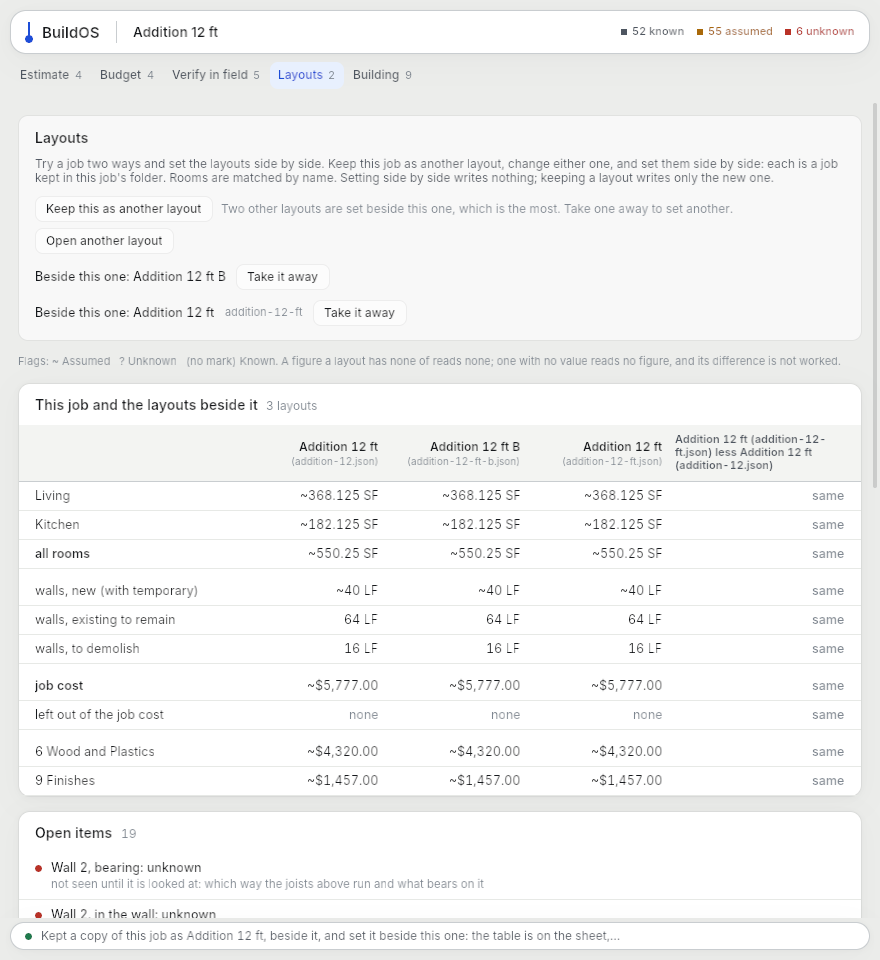 BuildOS
Addition 12 ft
52 known
55 assumed
6 unknown
Estimate 4
Budget 4
Verify in field 5
Layouts 2
Building 9
Layouts
Try a job two ways and set the layouts side by side. Keep this job as another layout, change either one, and set them side by side: each is a job
kept in this job's folder. Rooms are matched by name. Setting side by side writes nothing; keeping a layout writes only the new one.
Keep this as another layout
Two other layouts are set beside this one, which is the most. Take one away to set another.
Open another layout
Beside this one: Addition 12 ft B
Take it away
Beside this one: Addition 12 ft addition-12-ft
Take it away
Flags: ~ Assumed ? Unknown (no mark) Known. A figure a layout has none of reads none; one with no value reads no figure, and its difference is not worked.
This job and the layouts beside it 3 layouts
Addition 12 ft
(addition-12.json)
Addition 12 ft B
(addition-12-ft-b.json)
Addition 12 ft
(addition-12-ft.json)
Addition 12 ft (addition-12-
ft.json) less Addition 12 ft
(addition-12.json)
Living ~368.125 SF ~368.125 SF ~368.125 SF same
Kitchen ~182.125 SF ~182.125 SF ~182.125 SF same
all rooms ~550.25 SF ~550.25 SF ~550.25 SF same
walls, new (with temporary) ~40 LF ~40 LF ~40 LF same
walls, existing to remain 64 LF 64 LF 64 LF same
walls, to demolish 16 LF 16 LF 16 LF same
job cost ~$5,777.00 ~$5,777.00 ~$5,777.00 same
left out of the job cost none none none same
6 Wood and Plastics ~$4,320.00 ~$4,320.00 ~$4,320.00 same
9 Finishes ~$1,457.00 ~$1,457.00 ~$1,457.00 same
Open items 19
Wall 2, bearing: unknown
not seen until it is looked at: which way the joists above run and what bears on it
Wall 2, in the wall: unknown
Kept a copy of this job as Addition 12 ft, beside it, and set it beside this one: the table is on the sheet,...